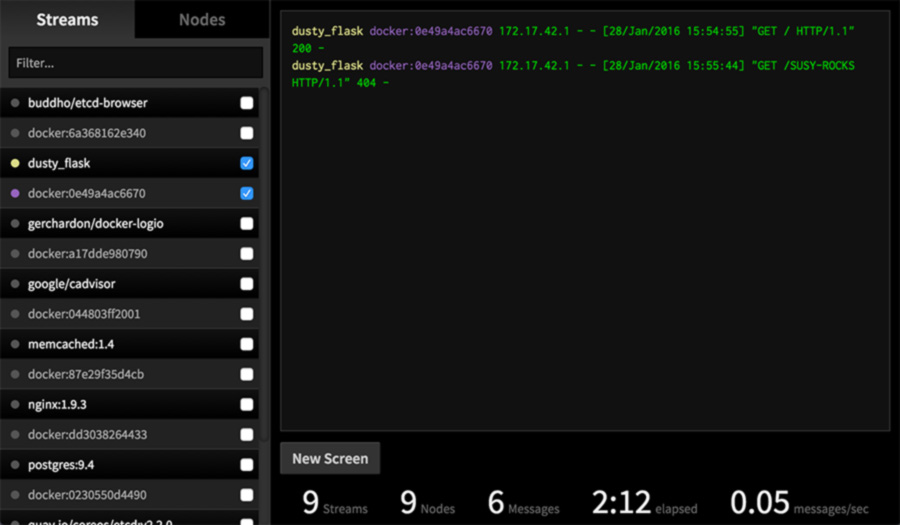 Streams
Nodes
Filter...
buddho/etcd-browser
docker:6a368162e340
dusty_flask
docker:0e49a4ac6670
gerchardon/docker-logio
docker:a17dde980790
google/cadvisor
docker:044803ff2001
memcached:1.4
docker:87e29f35d4cb
nginx:1.9.3
docker:dd3038264433
postgres:9.4
docker:0230550d4490
dusty_flask docker:0e49a4ac6670 172.17.42.1 - - [28/Jan/2016 15:54:55] "GET / HTTP/1.1"
200 -
dusty_flask docker:0e49a4ac6670 172.17.42.1 - - [28/Jan/2016 15:55:44] "GET /SUSY-ROCKS
HTTP/1.1" 404 -
New Screen
9 Streams
9 Nodes
6 Messages
2:12 elapsed
0.05 messages/sec